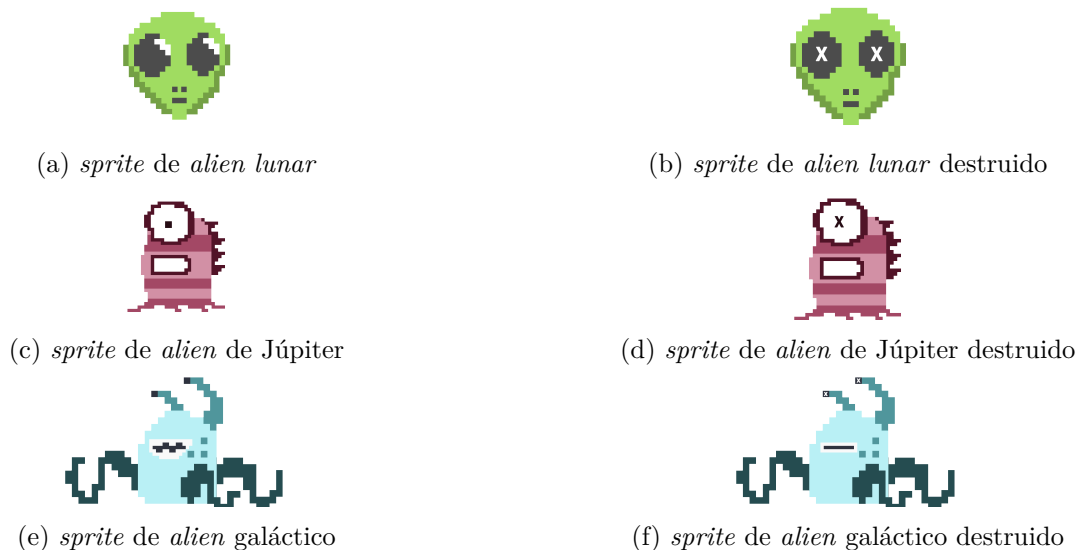 (a) sprite de alien lunar
(b) sprite de alien lunar destruido
(c) sprite de alien de Júpiter
(d) sprite de alien de Júpiter destruido
(e) sprite de alien galáctico
(f) sprite de alien galáctico destruido